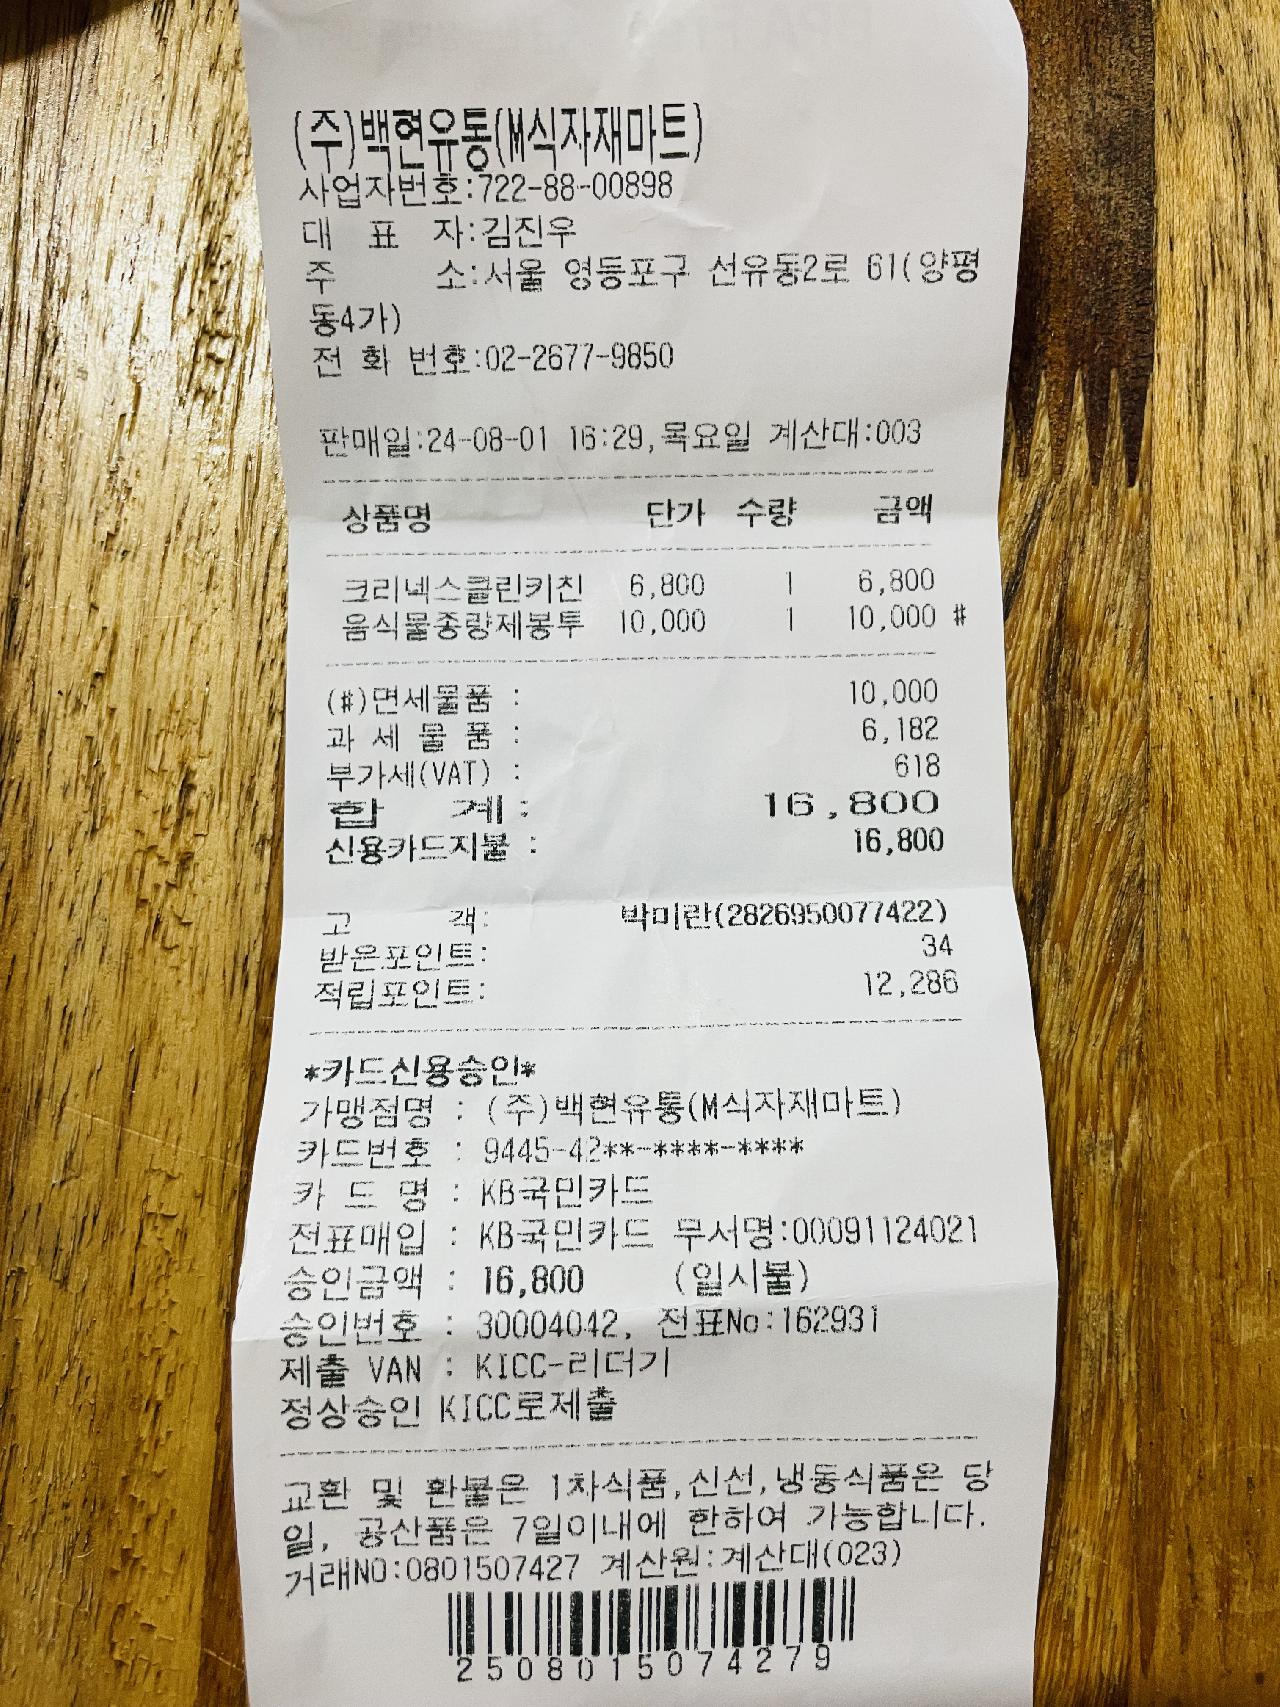 (주)백현유통(M식자재마트)
사업자번호:722-88-00898
대 표 자:김진우
주 소:서울 영등포구 선유동2로 61(양평
동4가)
전 화 번호:02-2677-9850
판매일:24-08-01 16:29,목요일 계산대:003
상품명 단가 수량 금액
크리넥스클린키친 6,800 1 6,800
음식물종량제봉투 10,000 1 10,000 #
(#)면세물품 : 10,000
과 세 물 품 : 6,182
부가세(VAT) : 618
합 계 : 16,800
신용카드지불 : 16,800
고 객: 박미란(2826950077422)
받은포인트: 34
적립포인트: 12,286
*카드신용승인*
가맹점명 : (주)백현유통(M식자재마트)
카드번호 : 9445-42**-****-****
카 드 명 : KB국민카드
전표매입 : KB국민카드 무서명:00091124021
승인금액 : 16,800 (일시불)
승인번호 : 30004042, 전표No:162931
제출 VAN : KICC-리더기
정상승인 KICC로제출
교환 및 환불은 1차식품,신선,냉동식품은 당
일, 공산품은 7일이내에 한하여 가능합니다.
거래NO:0801507427 계산원:계산대(023)
2508015074279